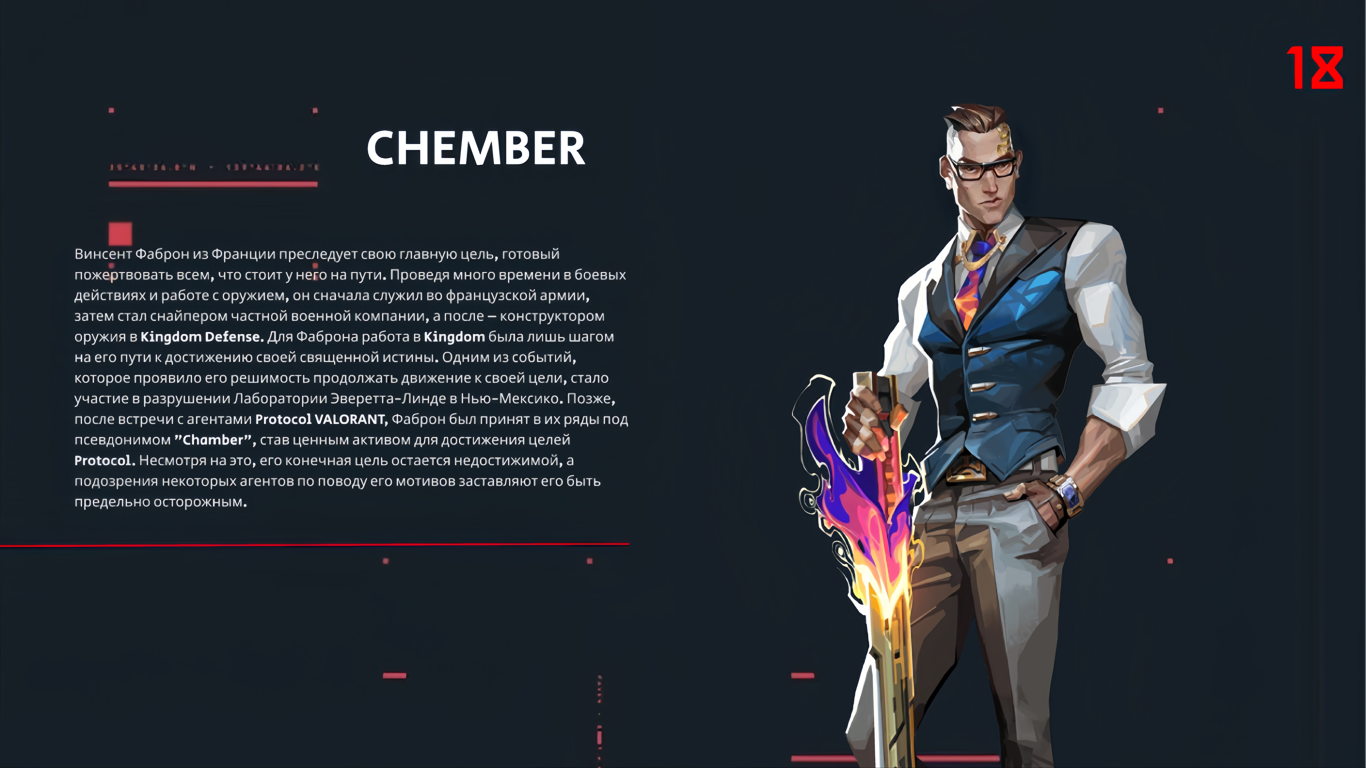 18
CHEMBER
Винсент Фаброн из Франции преследует свою главную цель, готовый
пожертвовать всем, что стоит у него на пути. Проведя много времени в боевых
действиях и работе с оружием, он сначала служил во французской армии,
затем стал снайпером частной военной компании, а после – конструктором
оружия в Kingdom Defense. Для Фаброна работа в Kingdom была лишь шагом
на его пути к достижению своей священной истины. Одним из событий,
которое проявило его решимость продолжать движение к своей цели, стало
участие в разрушении Лаборатории Эверетта-Линде в Нью-Мексико. Позже,
после встречи с агентами Protocol VALORANT, Фаброн был принят в их ряды под
псевдонимом "Chamber", став ценным активом для достижения целей
Protocol. Несмотря на это, его конечная цель остается недостижимой, а
подозрения некоторых агентов по поводу его мотивов заставляют его быть
предельно осторожным.